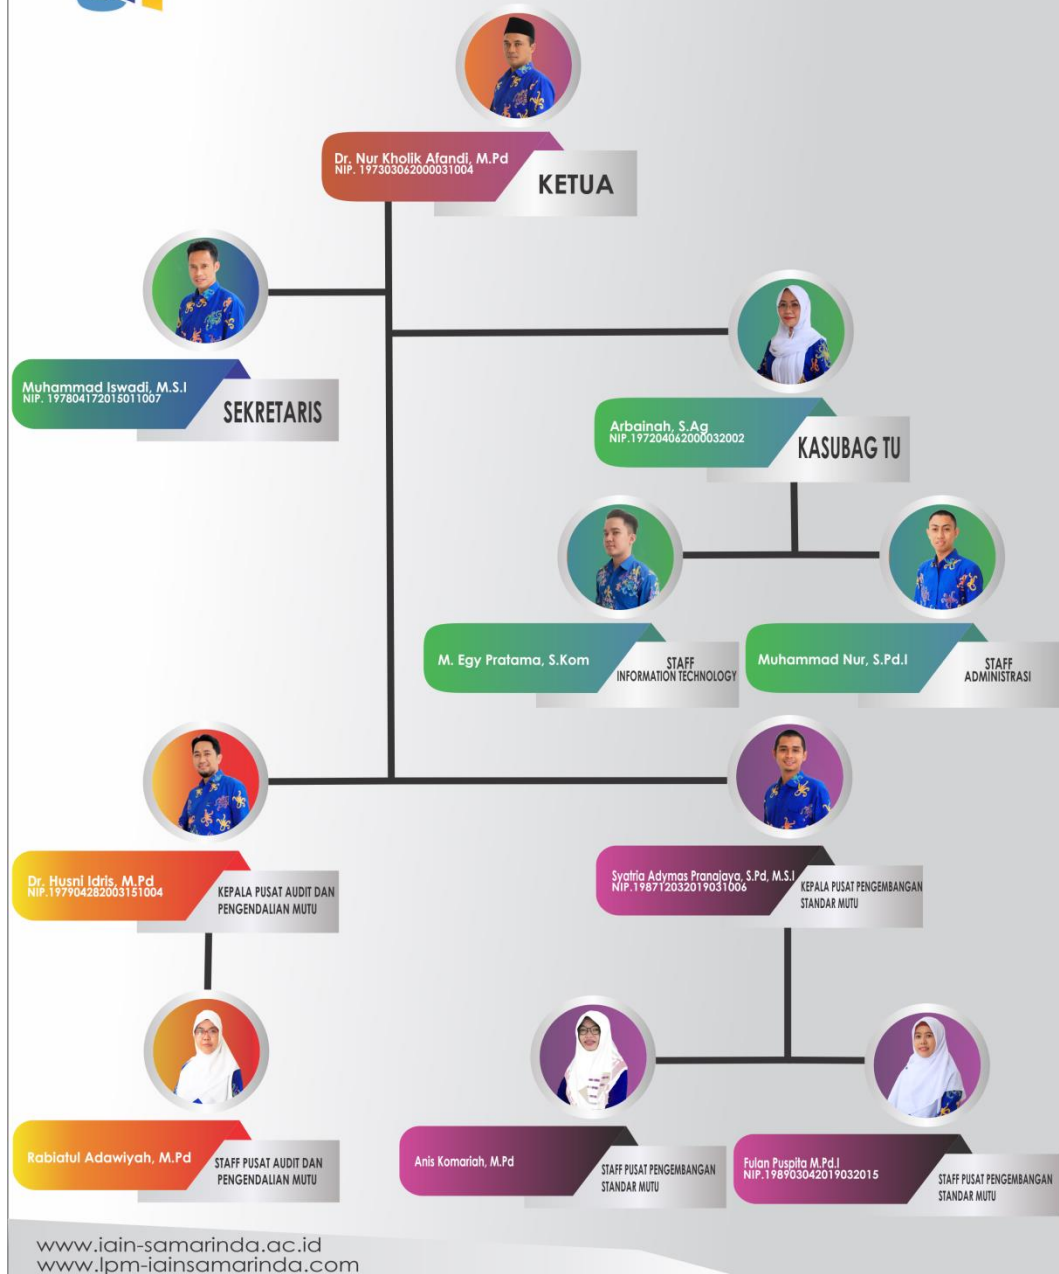 Dr. Nur Kholik Afandi, M.Pd
NIP. 197303062000031004
KETUA
Muhammad Iswadi, M.S.I
NIP. 197804172015011007
SEKRETARIS
Arbainah, S.Ag
NIP.197204062000032002
KASUBAG TU
M. Egy Pratama, S.Kom
STAFF
INFORMATION TECHNOLOGY
Muhammad Nur, S.Pd.I
STAFF
ADMINISTRASI
Dr. Husni Idris, M.Pd
NIP.197904282003151004
KEPALA PUSAT AUDIT DAN
PENGENDALIAN MUTU
Syatria Adymas Pranajaya, S.Pd, M.S.I
NIP.198712032019031006
KEPALA PUSAT PENGEMBANGAN
STANDAR MUTU
Rabiatul Adawiyah, M.Pd
STAFF PUSAT AUDIT DAN
PENGENDALIAN MUTU
Anis Komariah, M.Pd
STAFF PUSAT PENGEMBANGAN
STANDAR MUTU
Fulan Puspita M.Pd.I
NIP.198903042019032015
STAFF PUSAT PENGEMBANGAN
STANDAR MUTU
www.iain-samarinda.ac.id
www.lpm-iainsamarinda.com